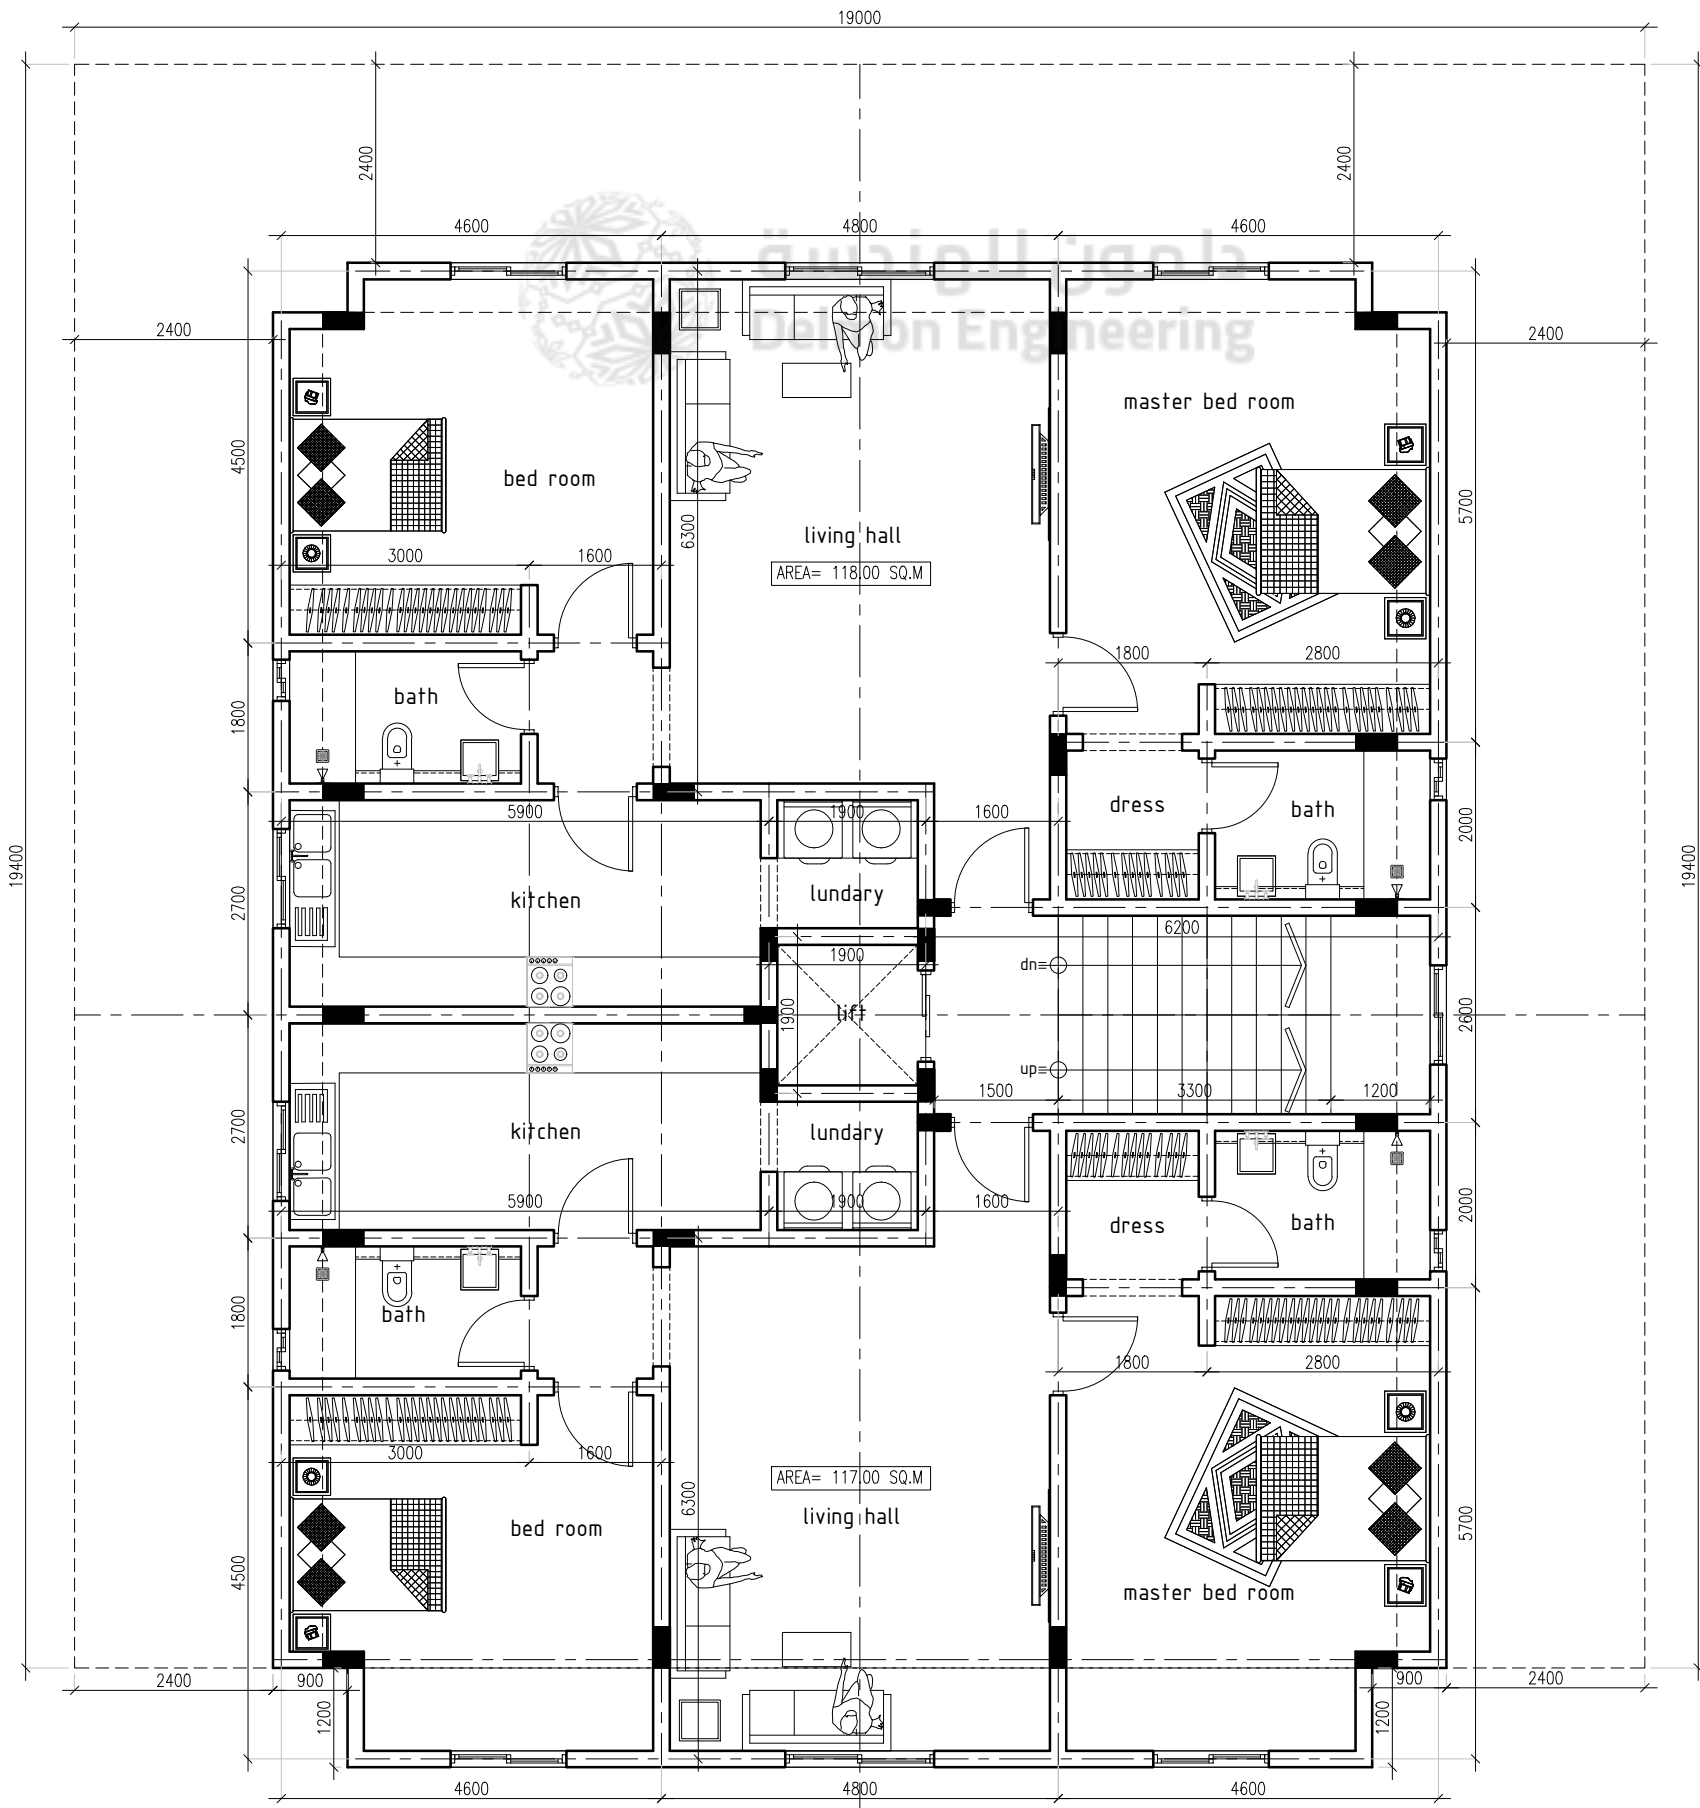 19000
2400
2400
4600
4800
4600
دلمون للهندسة
Delmon Engineering
2400
2400
master bed room
4500
bed room
5700
6300
living hall
3000
1600
AREA= 118.00 SQ.M
1800
2800
bath
1800
dress
bath
5900
1900
1600
2000
19400
19400
kitchen
lundary
2700
6200
1900
dn
1900
lift
2600
up
1500
3300
1200
2700
kitchen
lundary
5900
1900
1600
2000
dress
bath
1800
bath
1800
2800
3000
1600
AREA= 117.00 SQ.M
6300
living hall
bed room
5700
4500
master bed room
2400
900
900
2400
1200
1200
4600
4800
4600